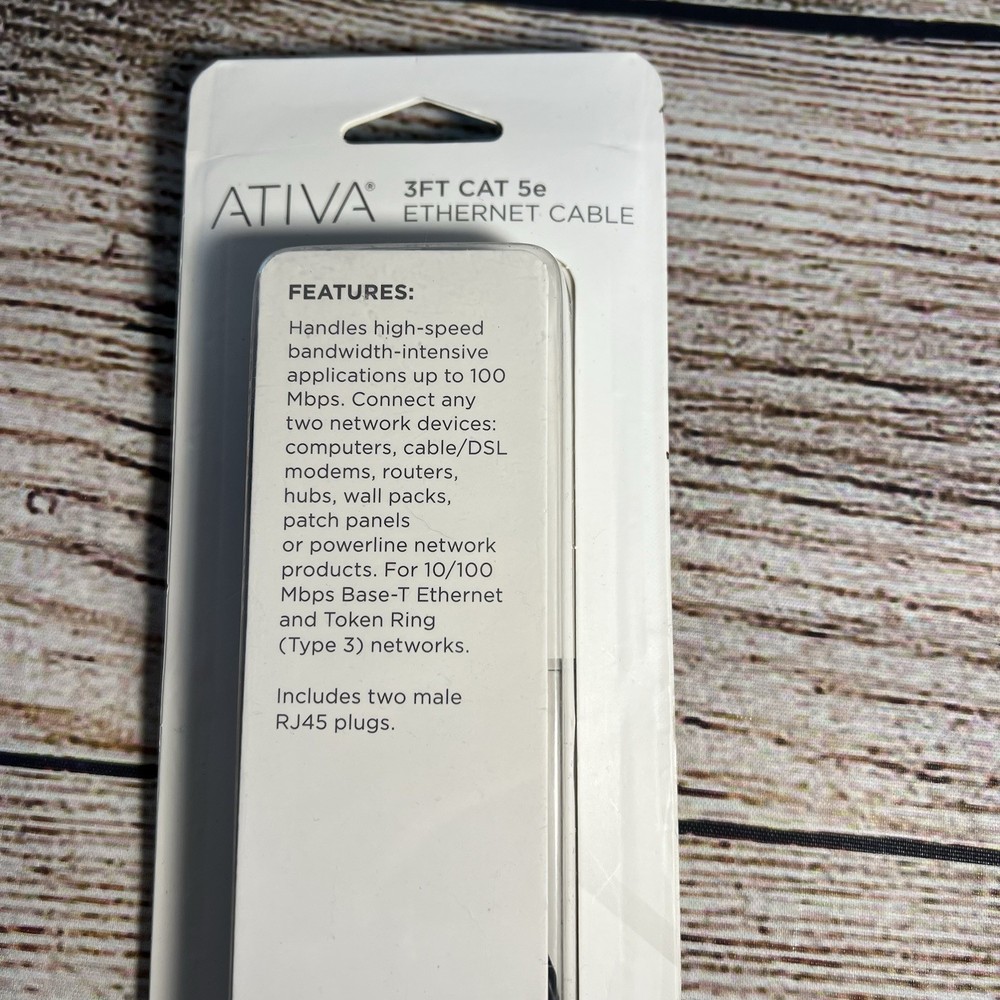 ATIVA® 3FT CAT 5e
ETHERNET CABLE
FEATURES:
Handles high-speed
bandwidth-intensive
applications up to 100
Mbps. Connect any
two network devices:
computers, cable/DSL
modems, routers,
hubs, wall packs,
patch panels
or powerline network
products. For 10/100
Mbps Base-T Ethernet
and Token Ring
(Type 3) networks.
Includes two male
RJ45 plugs.